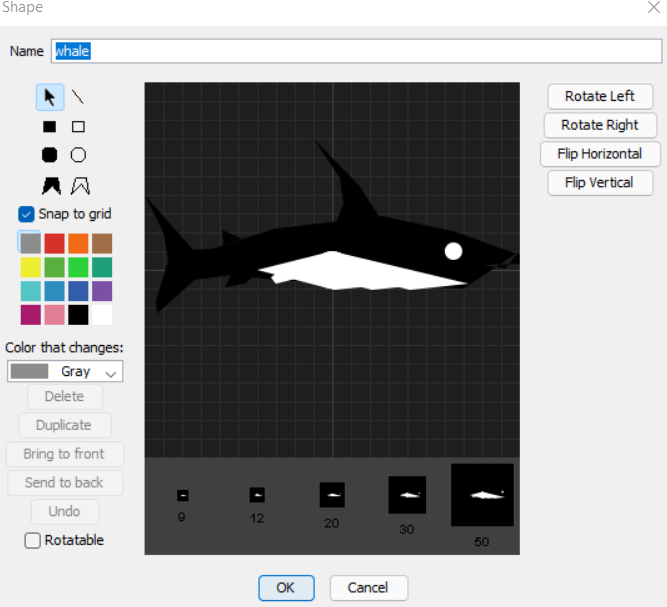 Shape
Name whale
Rotate Left
Rotate Right
Flip Horizontal
Flip Vertical
Snap to grid
Color that changes:
Gray
Delete
Duplicate
Bring to front
Send to back
Undo
Rotatable
9 12 20 30 50
OK Cancel